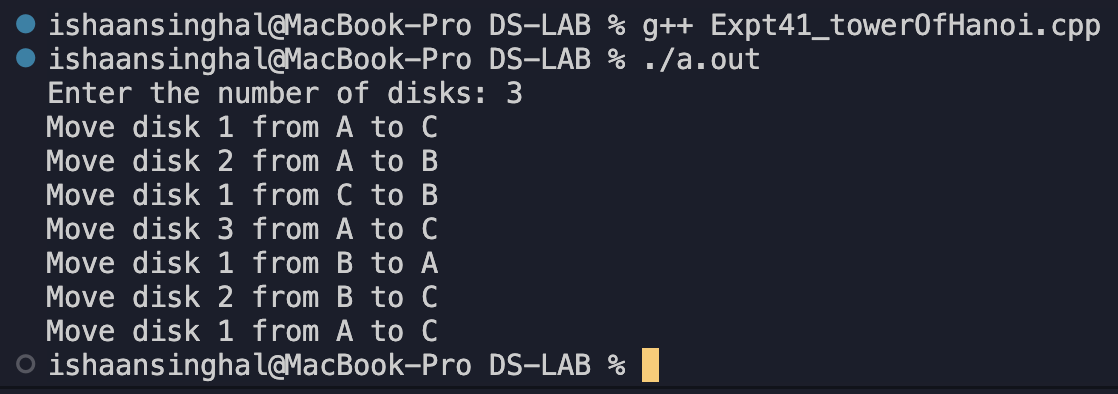 ishaansinghal@MacBook-Pro DS-LAB % g++ Expt41_towerOfHanoi.cpp
ishaansinghal@MacBook-Pro DS-LAB % ./a.out
Enter the number of disks: 3
Move disk 1 from A to C
Move disk 2 from A to B
Move disk 1 from C to B
Move disk 3 from A to C
Move disk 1 from B to A
Move disk 2 from B to C
Move disk 1 from A to C
ishaansinghal@MacBook-Pro DS-LAB %